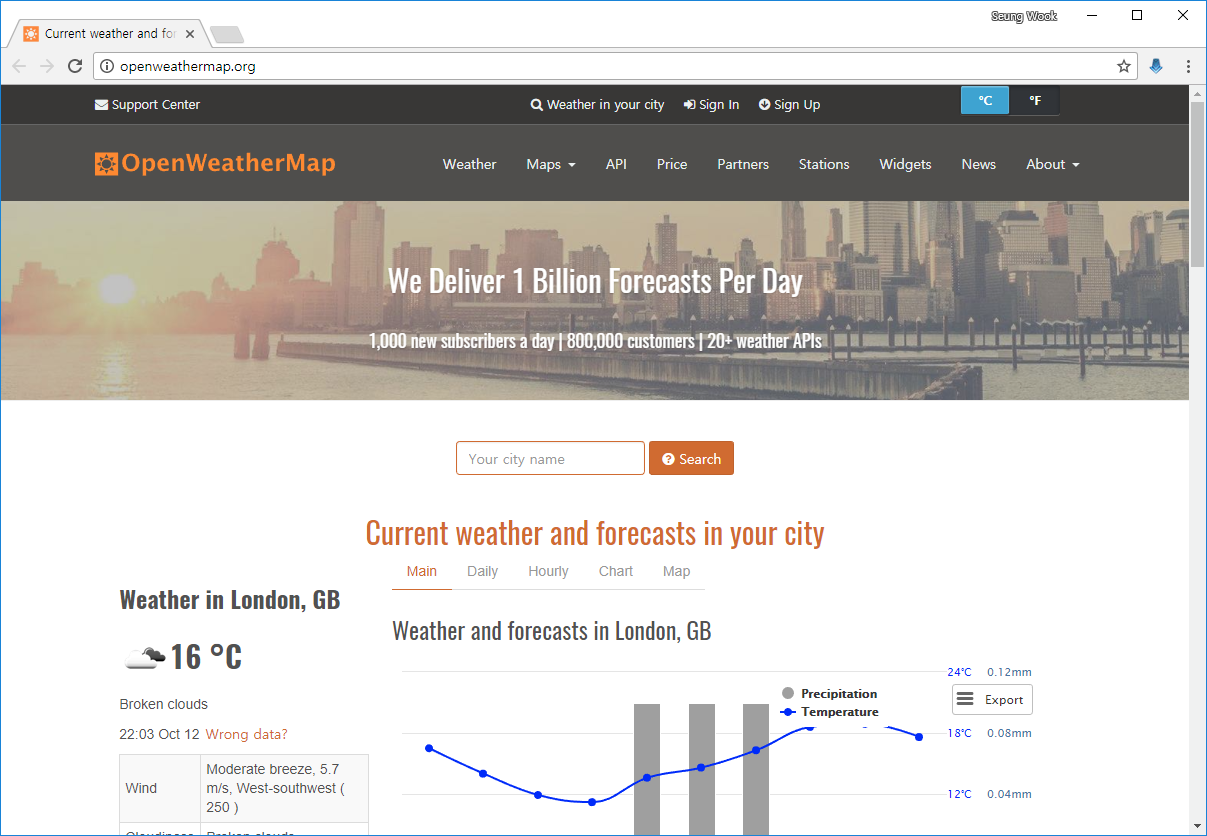 Seung Wook
Current weather and for
openweathermap.org
Support Center
Weather in your city
Sign In
Sign Up
°C
°F
OpenWeatherMap
Weather
Maps
API
Price
Partners
Stations
Widgets
News
About
We Deliver 1 Billion Forecasts Per Day
1,000 new subscribers a day | 800,000 customers | 20+ weather APIs
Your city name
Search
Current weather and forecasts in your city
Main
Daily
Hourly
Chart
Map
Weather in London, GB
16 °C
Broken clouds
22:03 Oct 12 Wrong data?
Wind
Moderate breeze, 5.7
m/s, West-southwest (
250 )
Cloudiness
Broken clouds
Weather and forecasts in London, GB
Precipitation
Temperature
Export
24°C 0.12mm
18°C 0.08mm
12°C 0.04mm